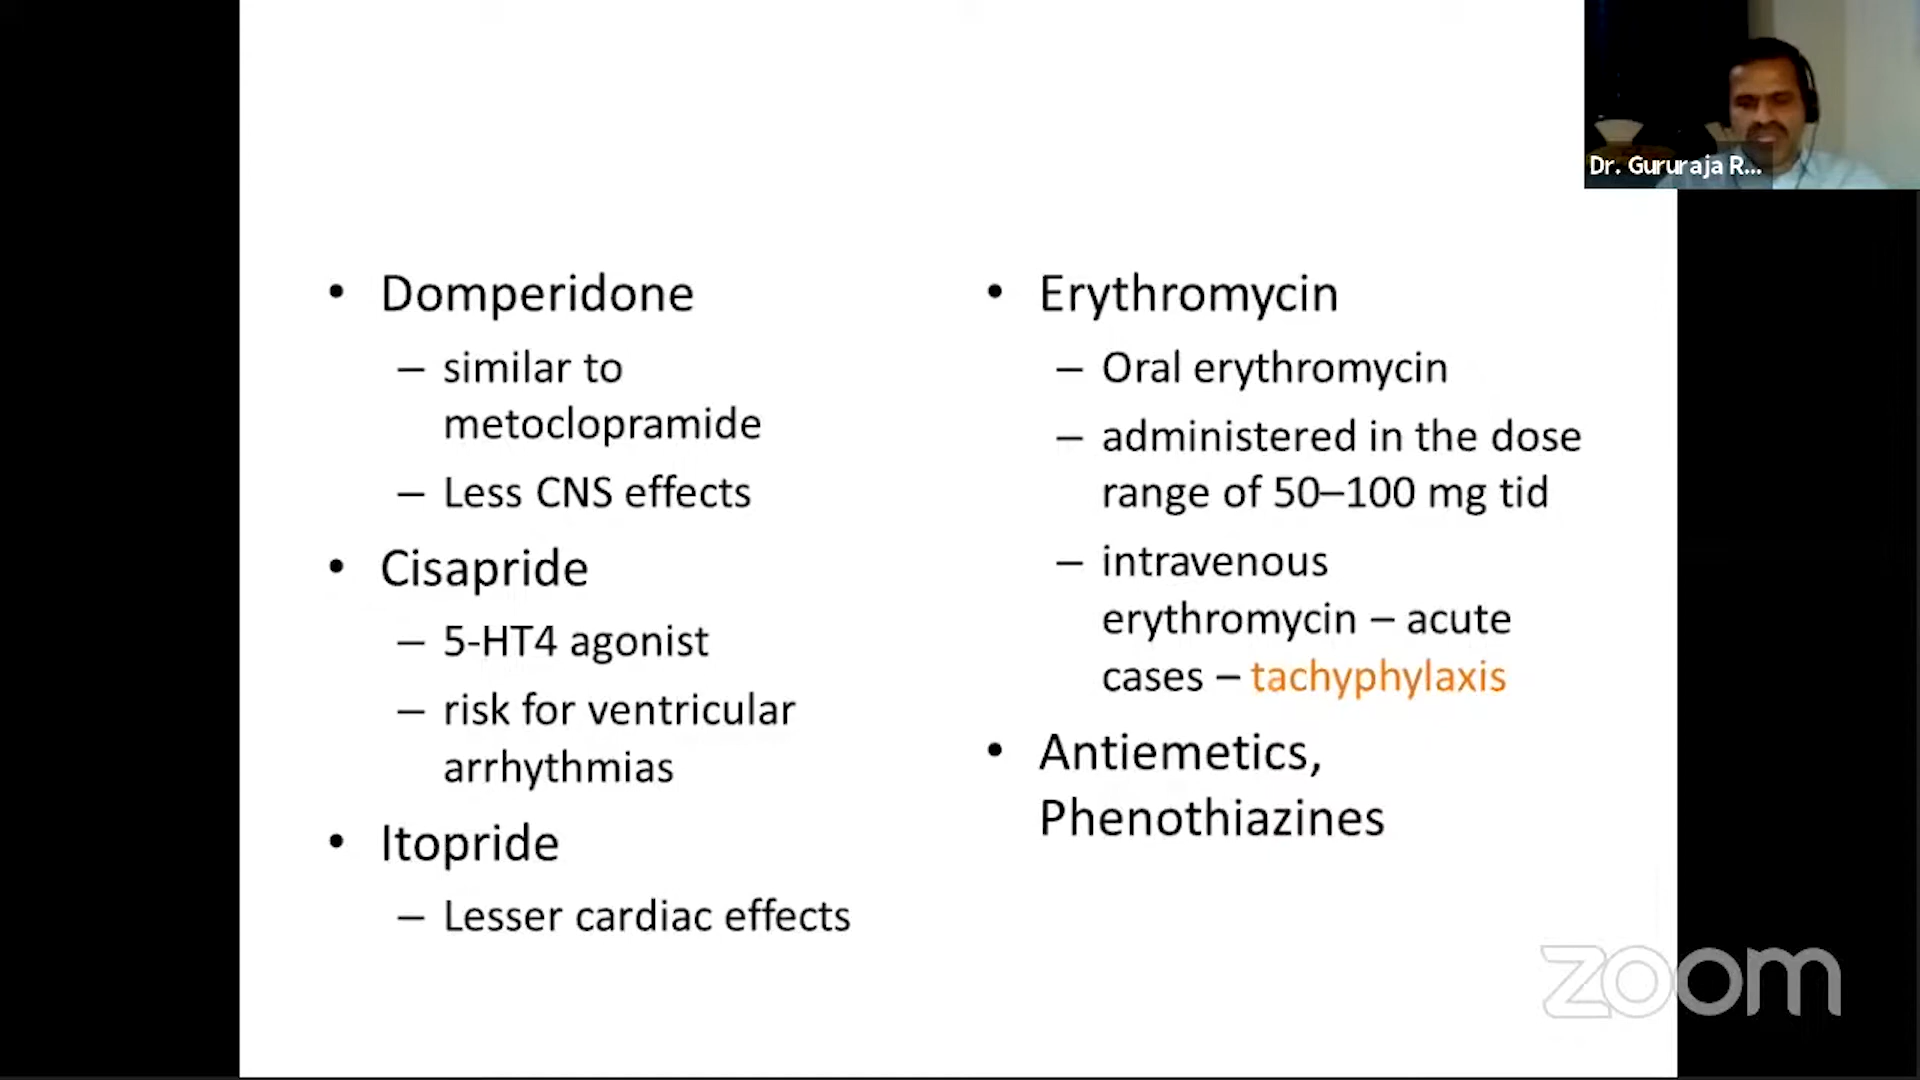 • Domperidone
– similar to
metoclopramide
– Less CNS effects
• Cisapride
– 5-HT4 agonist
– risk for ventricular
arrhythmias
• Itopride
– Lesser cardiac effects
• Erythromycin
– Oral erythromycin
– administered in the dose
range of 50–100 mg tid
– intravenous
erythromycin – acute
cases – tachyphylaxis
• Antiemetics,
Phenothiazines
Dr. Gururaja R...
zoom